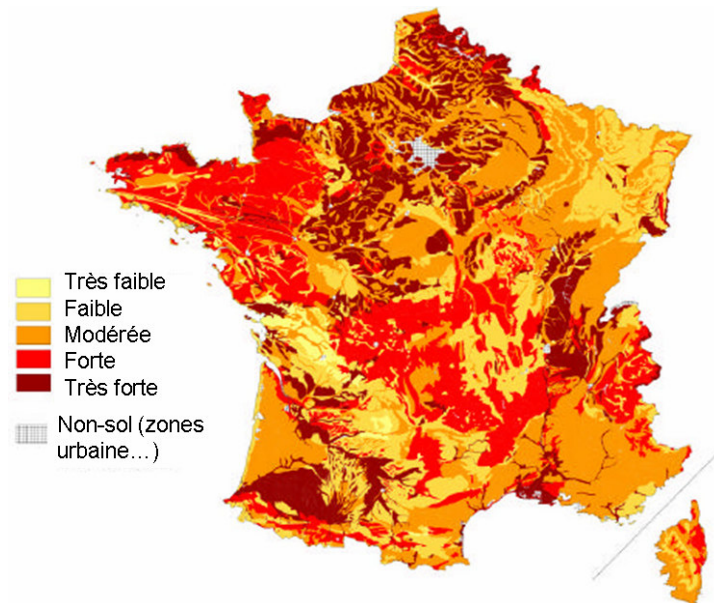 Très faible
Faible
Modérée
Forte
Très forte
Non-sol (zones
urbaine…)